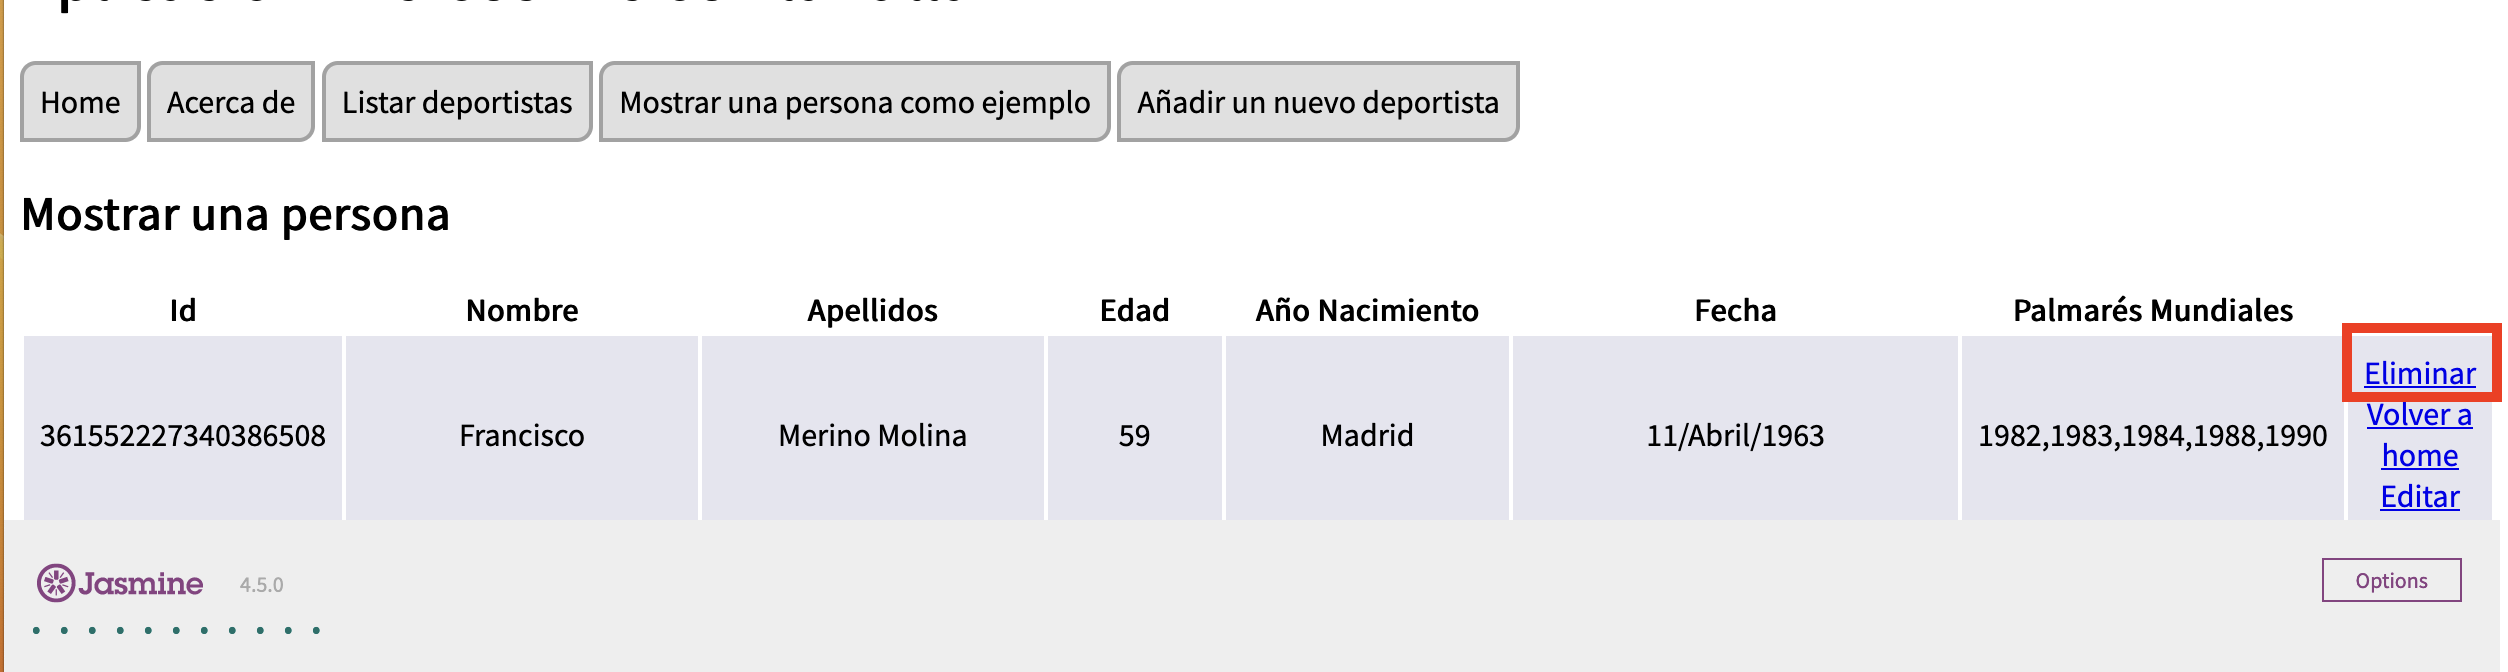 Home Acerca de Listar deportistas Mostrar una persona como ejemplo Añadir un nuevo deportista
Mostrar una persona
Id Nombre Apellidos Edad Año Nacimiento Fecha Palmarés Mundiales
361552227340386508 Francisco Merino Molina 59 Madrid 11/Abril/1963 1982,1983,1984,1988,1990
Eliminar
Volver a
home
Editar
Jasmine 4.5.0 Options